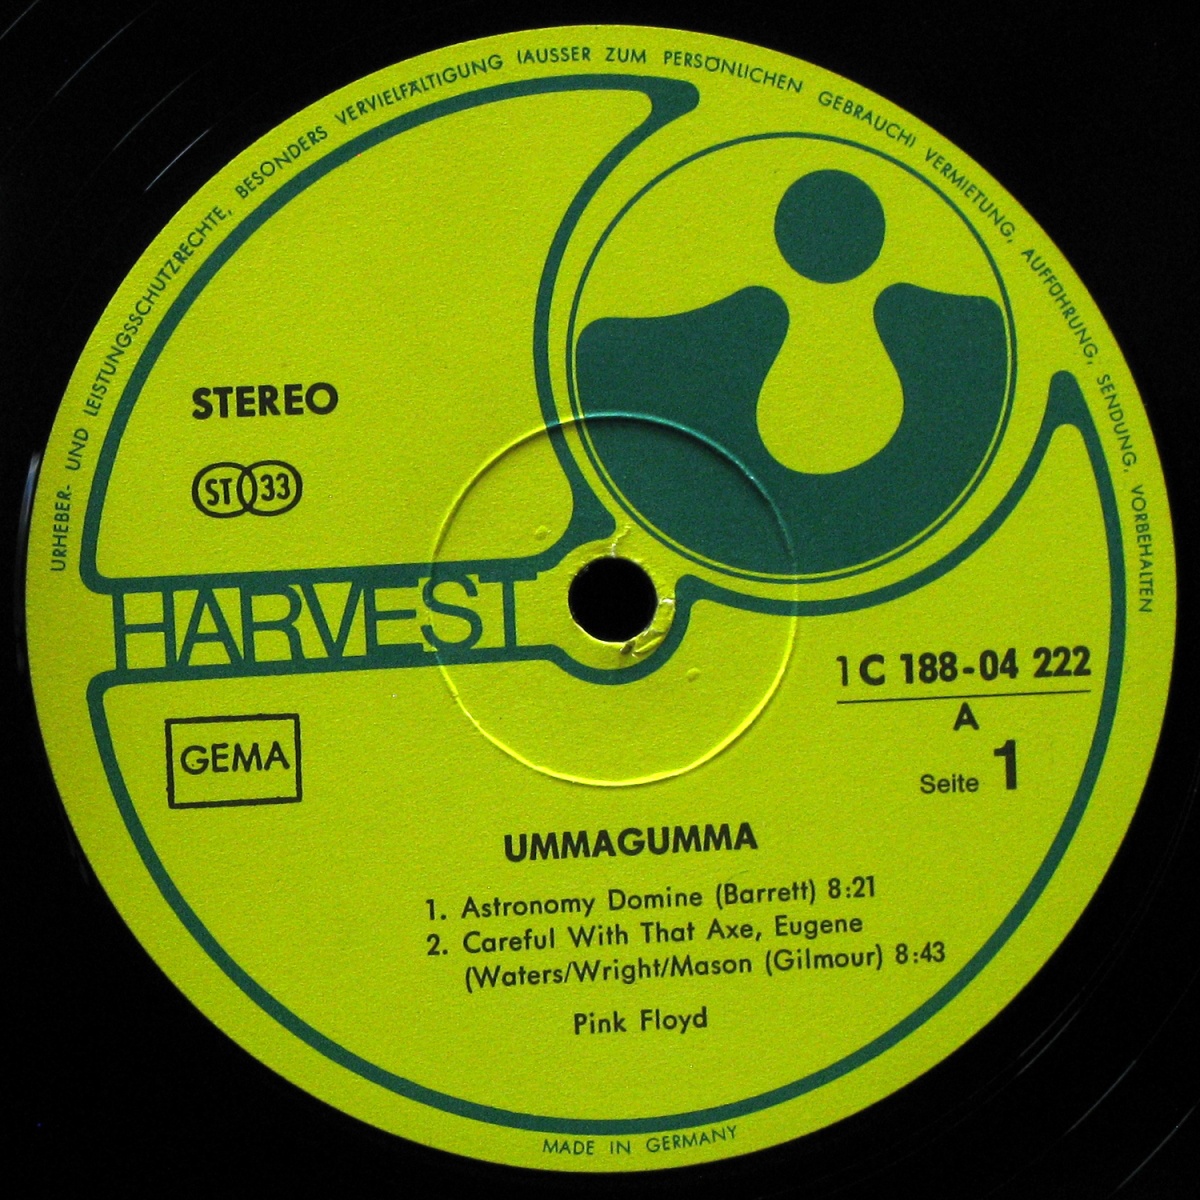 URHEBER- UND LEISTUNGSSCHUTZRECHTE, BESONDERS VERVIELFÄLTIGUNG (AUSSER ZUM PERSÖNLICHEN GEBRAUCH) VERMIETUNG, AUFFÜHRUNG, SENDUNG, VORBEHALTEN
STEREO
ST 33
HARVEST
1 C 188-04 222
A
Seite 1
GEMA
UMMAGUMMA
1. Astronomy Domine (Barrett) 8:21
2. Careful With That Axe, Eugene
(Waters/Wright/Mason (Gilmour) 8:43
Pink Floyd
MADE IN GERMANY